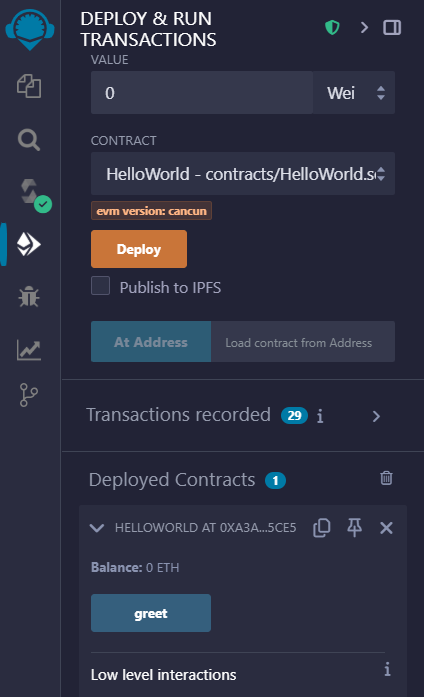 DEPLOY & RUN
TRANSACTIONS
VALUE
0
Wei
CONTRACT
HelloWorld - contracts/HelloWorld.s
evm version: cancun
Deploy
Publish to IPFS
At Address
Load contract from Address
Transactions recorded 29 i
Deployed Contracts 1
HELLOWORLD AT 0XA3A...5CE5
Balance: 0 ETH
greet
Low level interactions i